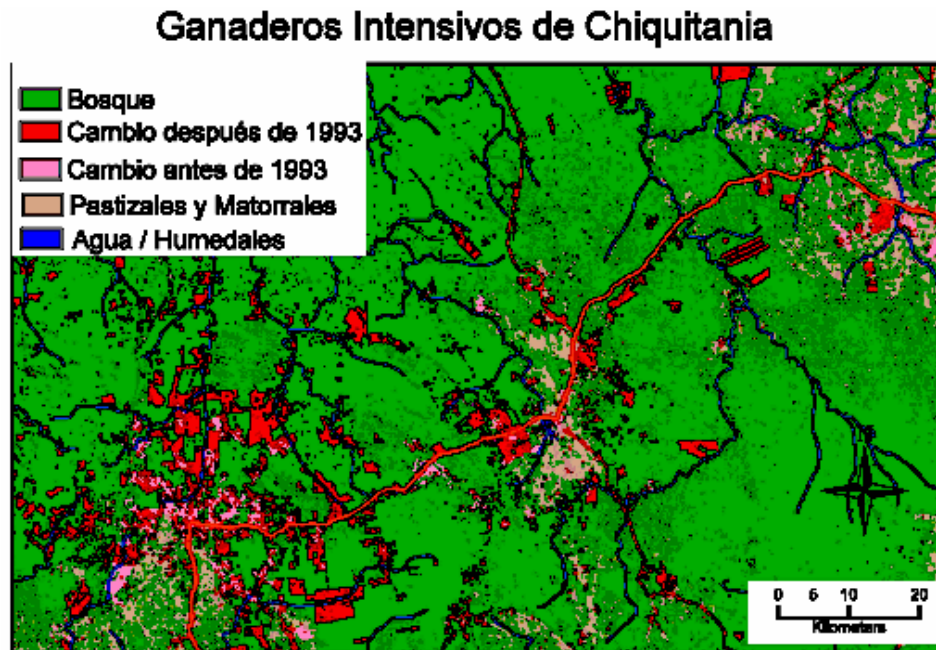 Ganaderos Intensivos de Chiquitania
Bosque
Cambio después de 1993
Cambio antes de 1993
Pastizales y Matorrales
Agua / Humedales
0 5 10 20
Kilometers